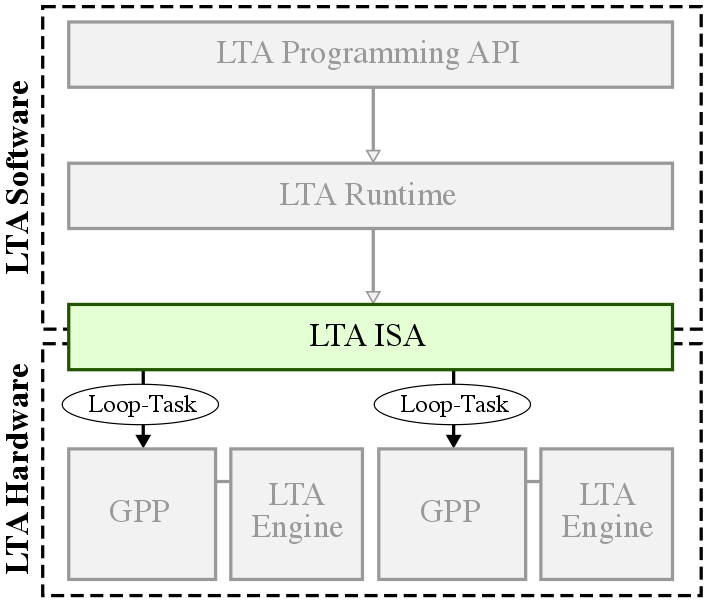 LTA Software
LTA Programming API
LTA Runtime
LTA ISA
LTA Hardware
Loop-Task
Loop-Task
GPP
LTA
Engine
GPP
LTA
Engine